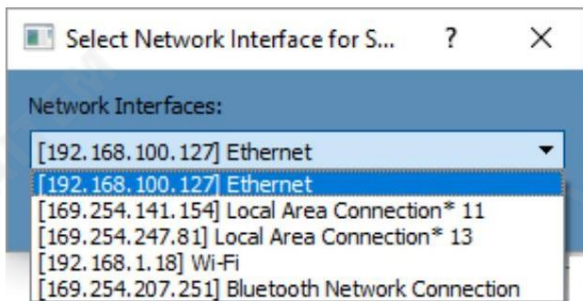 Select Network Interface for S... ?
Network Interfaces:
[192.168.100.127] Ethernet
[192.168.100.127] Ethernet
[169.254.141.154] Local Area Connection* 11
[169.254.247.81] Local Area Connection* 13
[192.168.1.18] Wi-Fi
[169.254.207.251] Bluetooth Network Connection